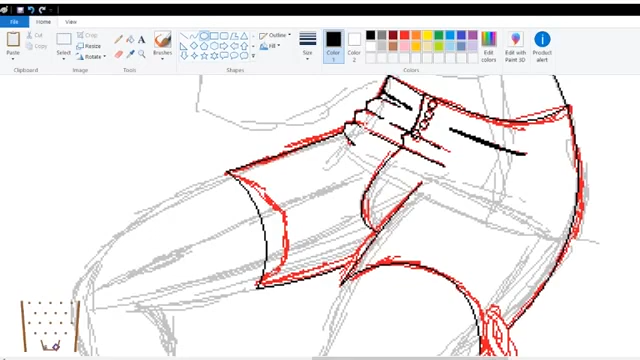 File Home View
Paste Cut Copy Select Crop Resize Rotate Brushes Outline Fill Size Color 1 Color 2 Edit colors Edit with Paint 3D Product alert
Clipboard Image Tools Shapes Colors